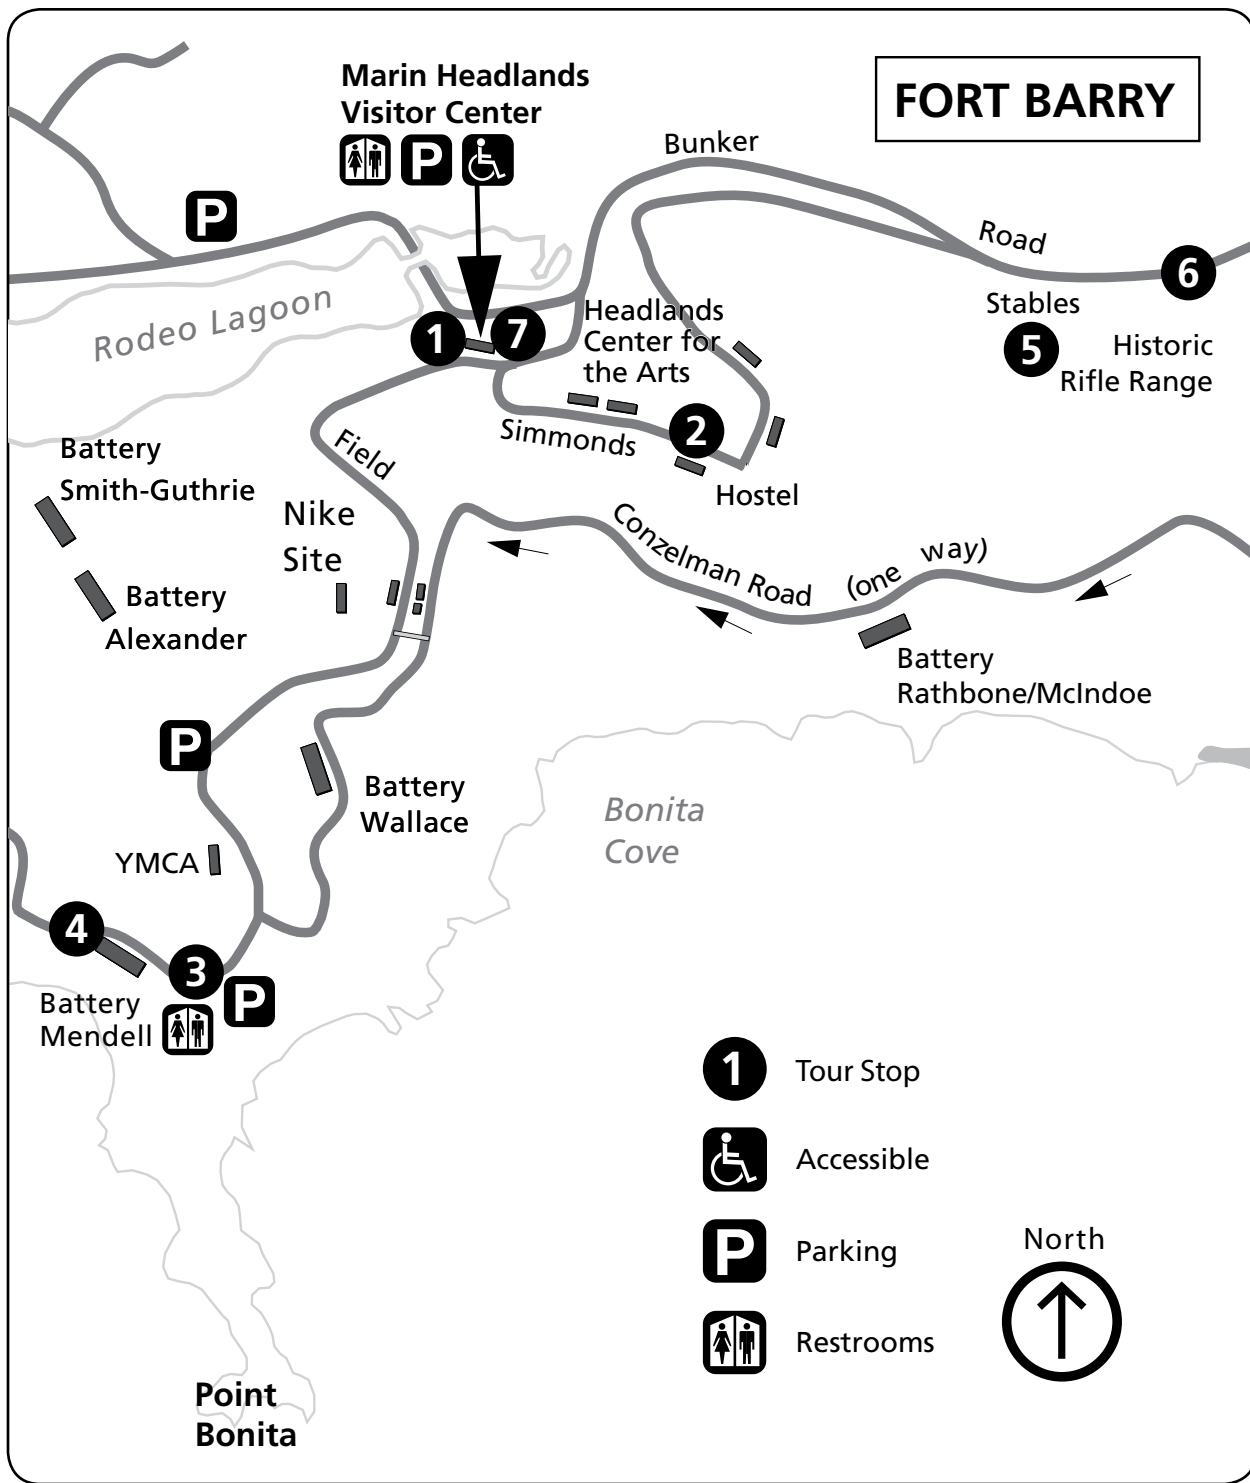 FORT BARRY
Marin Headlands
Visitor Center
P
P
Bunker
Road
6
Rodeo Lagoon
1
7
Headlands
Center for
the Arts
Stables
5
Historic
Rifle Range
Simmonds
2
Hostel
Field
Battery
Smith-Guthrie
Nike
Site
Battery
Alexander
Conzelman Road
(one way)
Battery
Rathbone/McIndoe
P
Battery
Wallace
Bonita
Cove
YMCA
4
3
P
Battery
Mendell
1
Tour Stop
Accessible
P
Parking
Restrooms
North
Point
Bonita